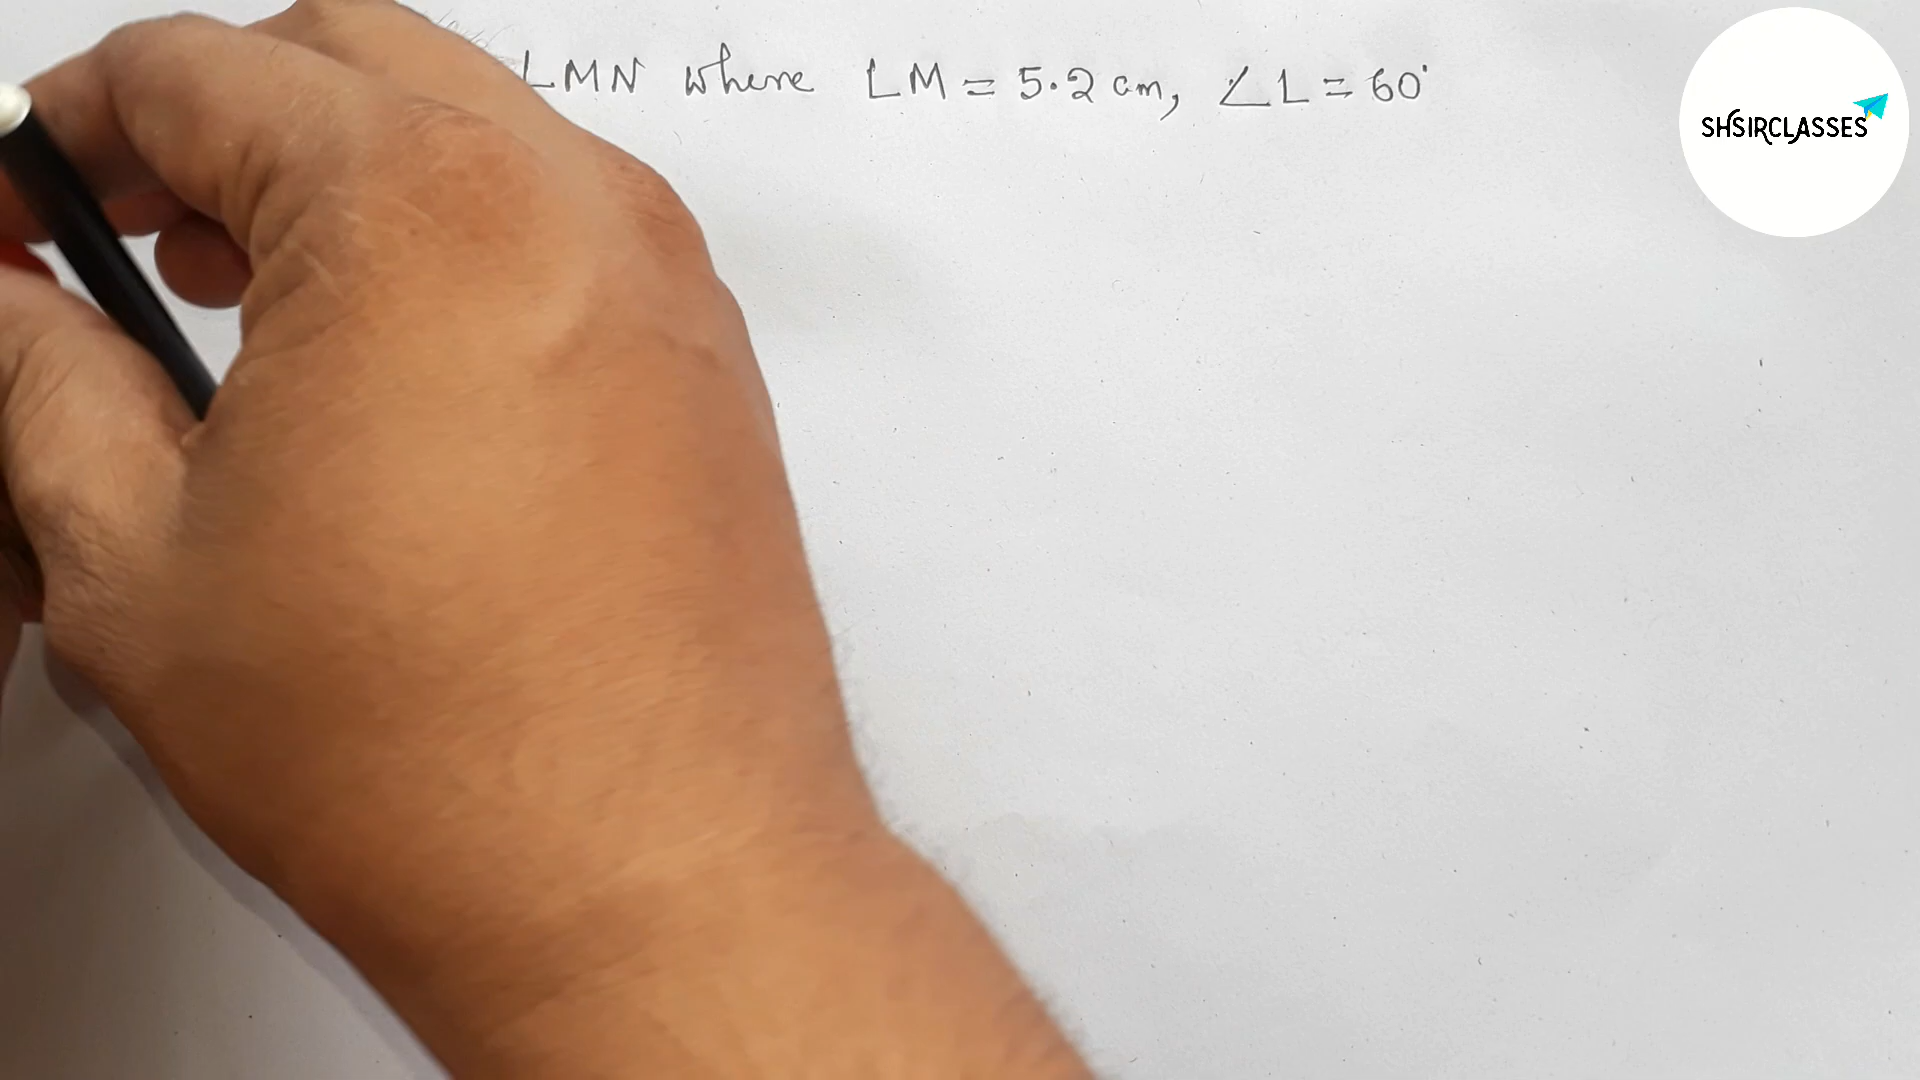 LMN where LM = 5.2 cm, ∠L = 60°
SHSIRCLASSES